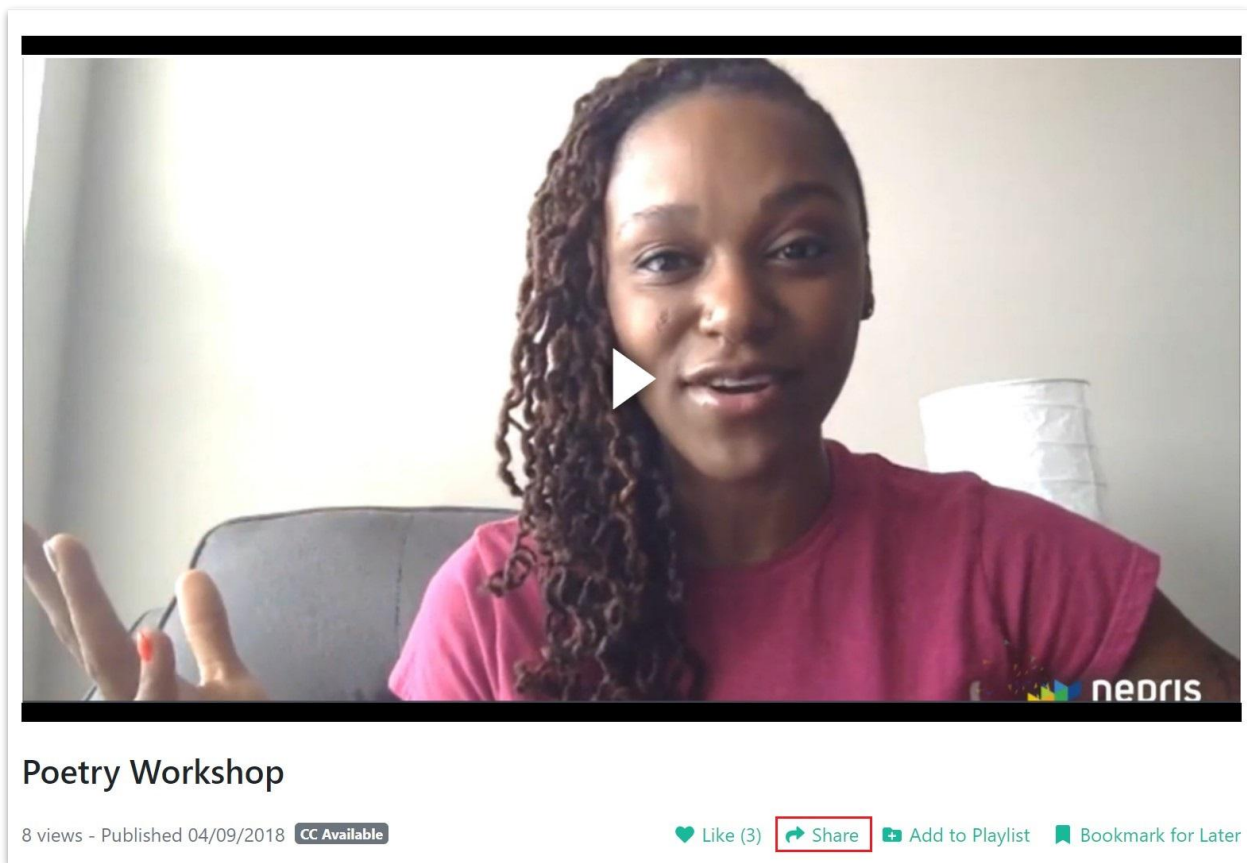 nepris
Poetry Workshop
8 views - Published 04/09/2018 CC Available Like (3) Share Add to Playlist Bookmark for Later